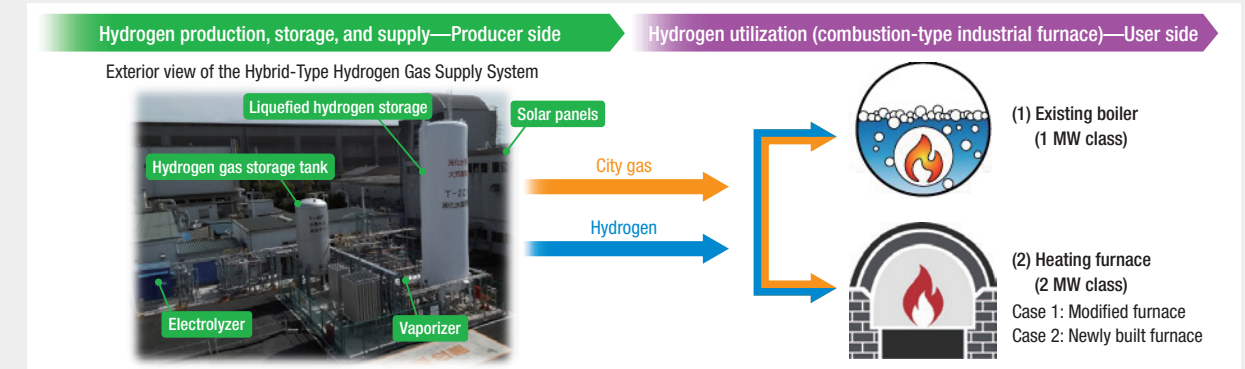 Hydrogen production, storage, and supply—Producer side
Hydrogen utilization (combustion-type industrial furnace)—User side
Exterior view of the Hybrid-Type Hydrogen Gas Supply System
Liquefied hydrogen storage
Solar panels
Hydrogen gas storage tank
Electrolyzer
Vaporizer
City gas
Hydrogen
(1) Existing boiler
(1 MW class)
(2) Heating furnace
(2 MW class)
Case 1: Modified furnace
Case 2: Newly built furnace